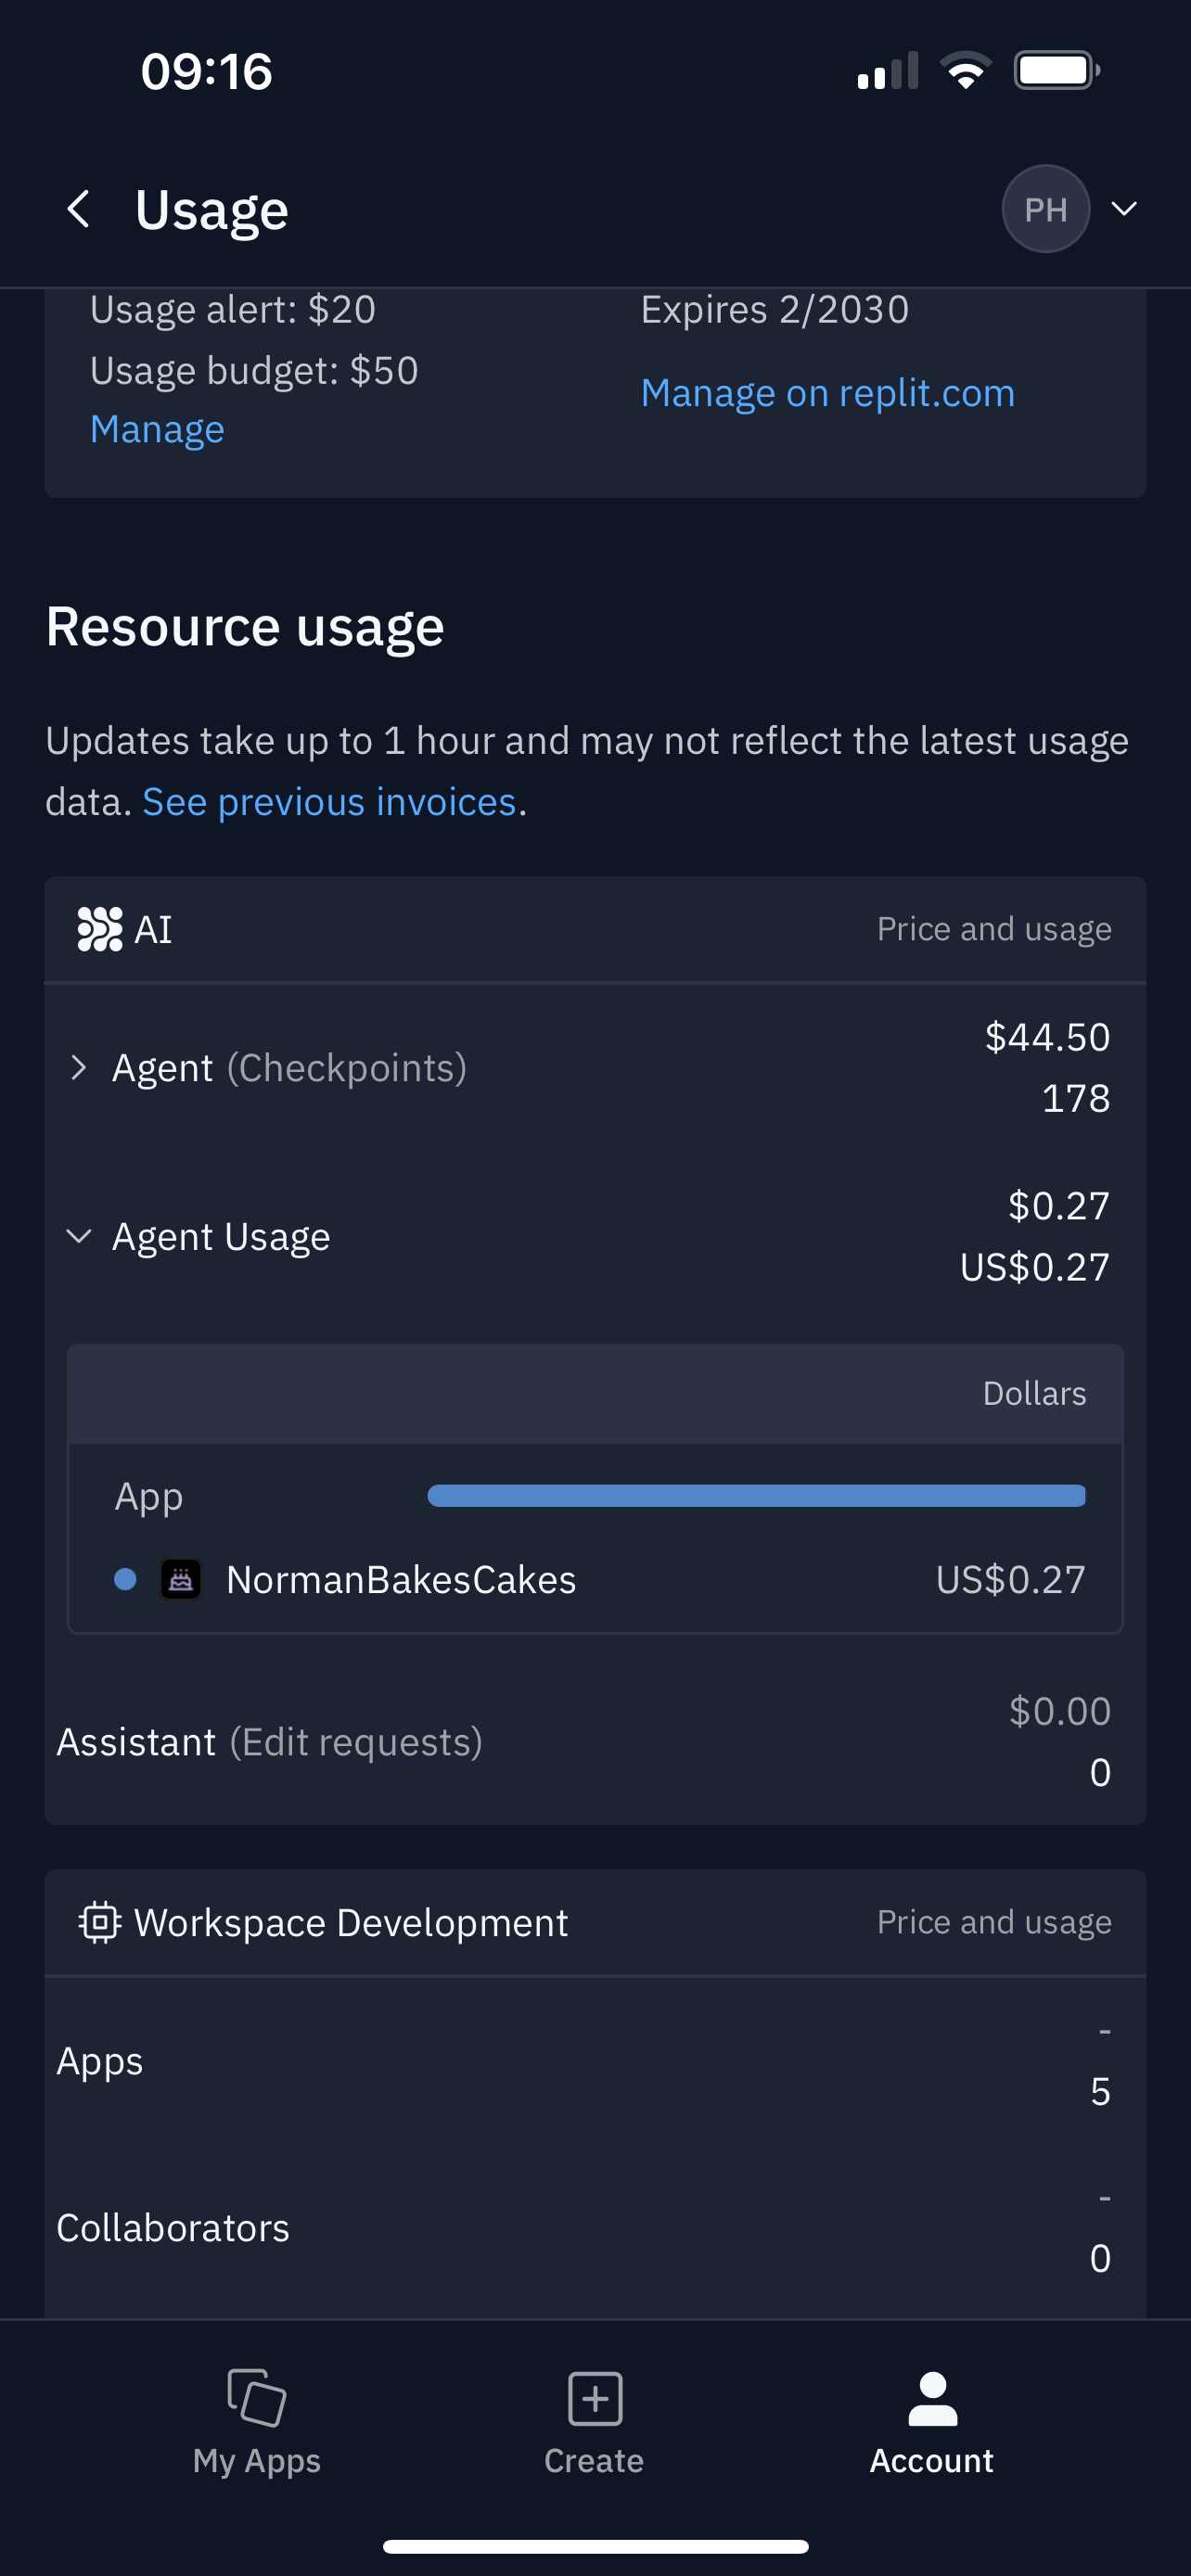 09:16
Usage
PH
Usage alert: $20
Usage budget: $50
Manage
Expires 2/2030
Manage on replit.com
Resource usage
Updates take up to 1 hour and may not reflect the latest usage
data. See previous invoices.
AI
Price and usage
Agent (Checkpoints)
$44.50
178
Agent Usage
$0.27
US$0.27
Dollars
App
NormanBakesCakes
US$0.27
Assistant (Edit requests)
$0.00
0
Workspace Development
Price and usage
Apps
-
5
Collaborators
-
0
My Apps
Create
Account